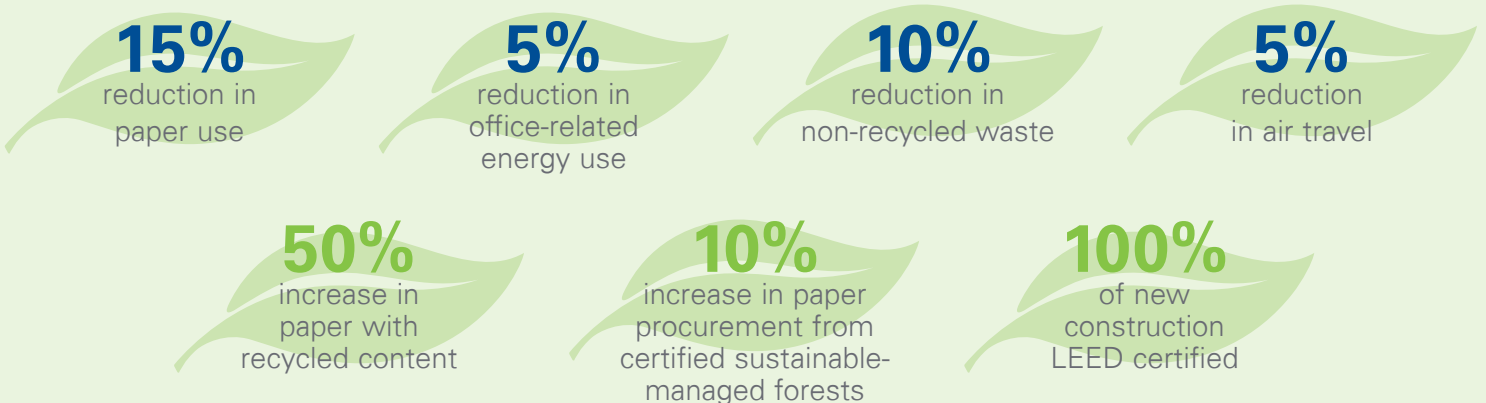 15%
reduction in
paper use
5%
reduction in
office-related
energy use
10%
reduction in
non-recycled waste
5%
reduction
in air travel
50%
increase in
paper with
recycled content
10%
increase in paper
procurement from
certified sustainable-
managed forests
100%
of new
construction
LEED certified